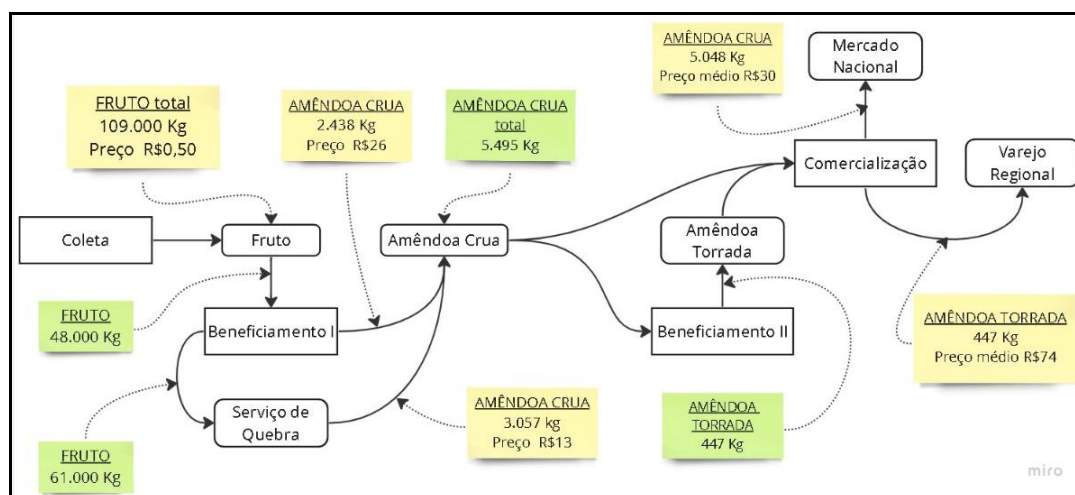 AMÊNDOA CRUA
5.048 Kg
Preço médio R$30
Mercado
Nacional
FRUTO total
109.000 Kg
Preço R$0,50
AMÊNDOA CRUA
2.438 Kg
Preço R$26
AMÊNDOA CRUA
total
5.495 Kg
Comercialização
Varejo
Regional
Coleta
Fruto
Amêndoa Crua
Amêndoa
Torrada
FRUTO
48.000 Kg
Beneficiamento I
Beneficiamento II
AMÊNDOA TORRADA
447 Kg
Preço médio R$74
Serviço de
Quebra
AMÊNDOA CRUA
3.057 kg
Preço R$13
AMÊNDOA
TORRADA
447 Kg
FRUTO
61.000 Kg
miro